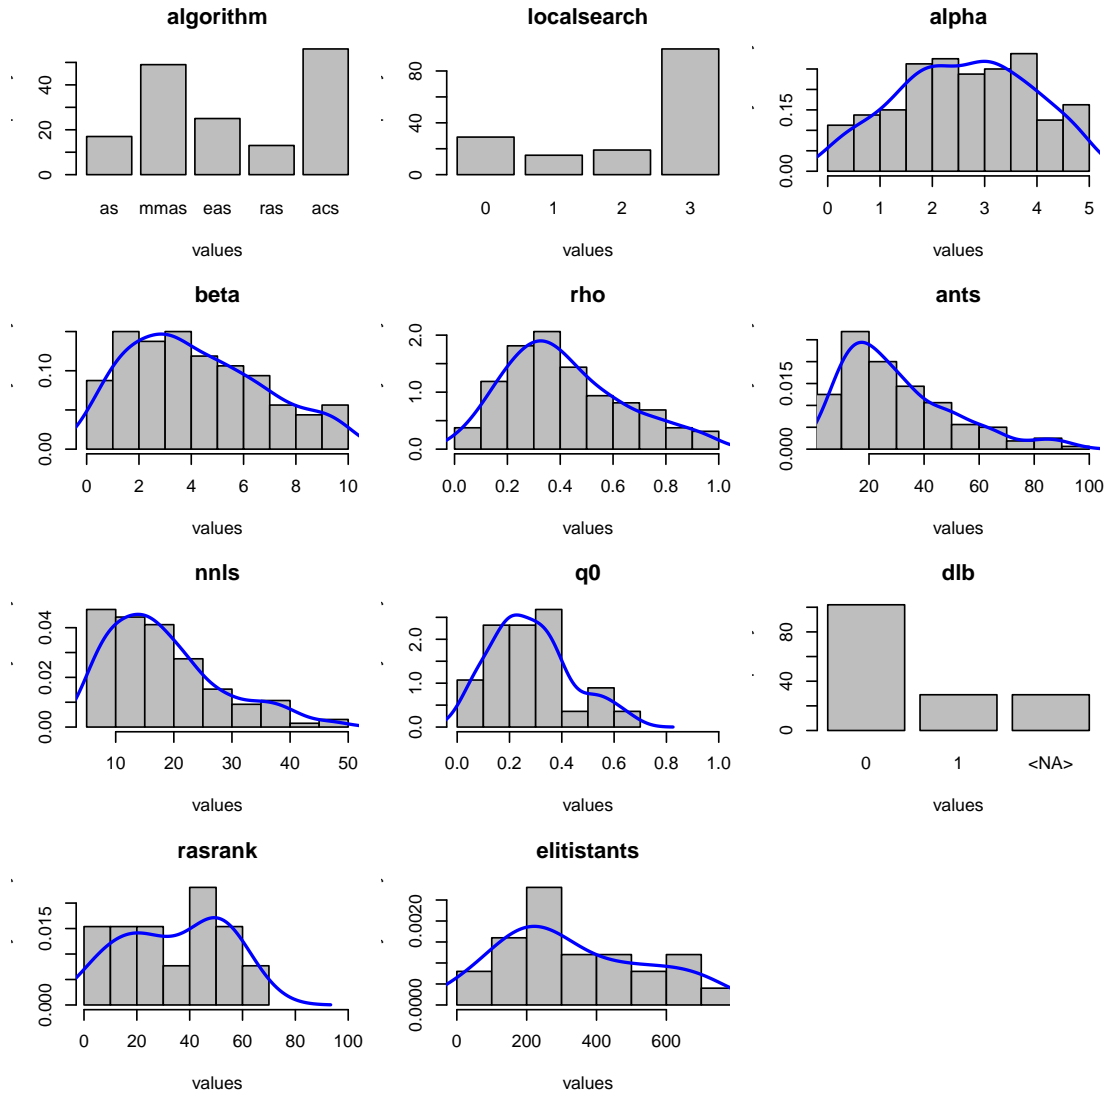 algorithm
0 20 40
as mmas eas ras acs
values
localsearch
0 40 80
0 1 2 3
values
alpha
0.00 0.15
0 1 2 3 4 5
values
beta
0.00 0.10
0 2 4 6 8 10
values
rho
0.0 1.0 2.0
0.0 0.2 0.4 0.6 0.8 1.0
values
ants
0.000 0.015
20 40 60 80 100
values
nnls
0.00 0.02 0.04
10 20 30 40 50
values
q0
0.0 1.0 2.0
0.0 0.2 0.4 0.6 0.8 1.0
values
dlb
0 40 80
0 1 <NA>
values
rasrank
0.000 0.015
0 20 40 60 80 100
values
elitistants
0.0000 0.0020
0 200 400 600
values